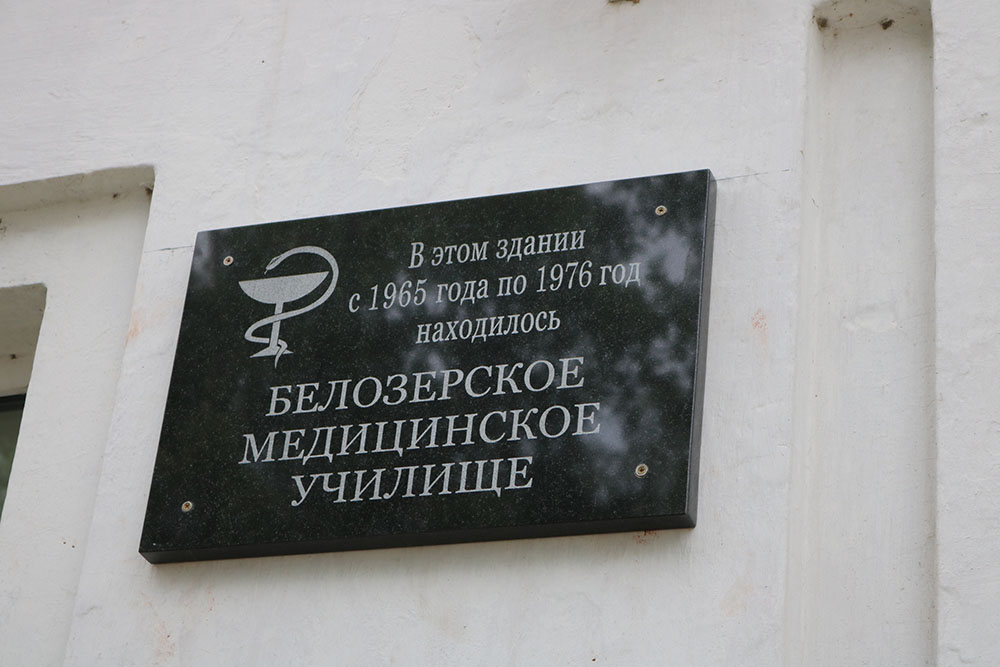 В этом здании
с 1965 года по 1976 год
находилось
БЕЛОЗЕРСКОЕ
МЕДИЦИНСКОЕ
УЧИЛИЩЕ